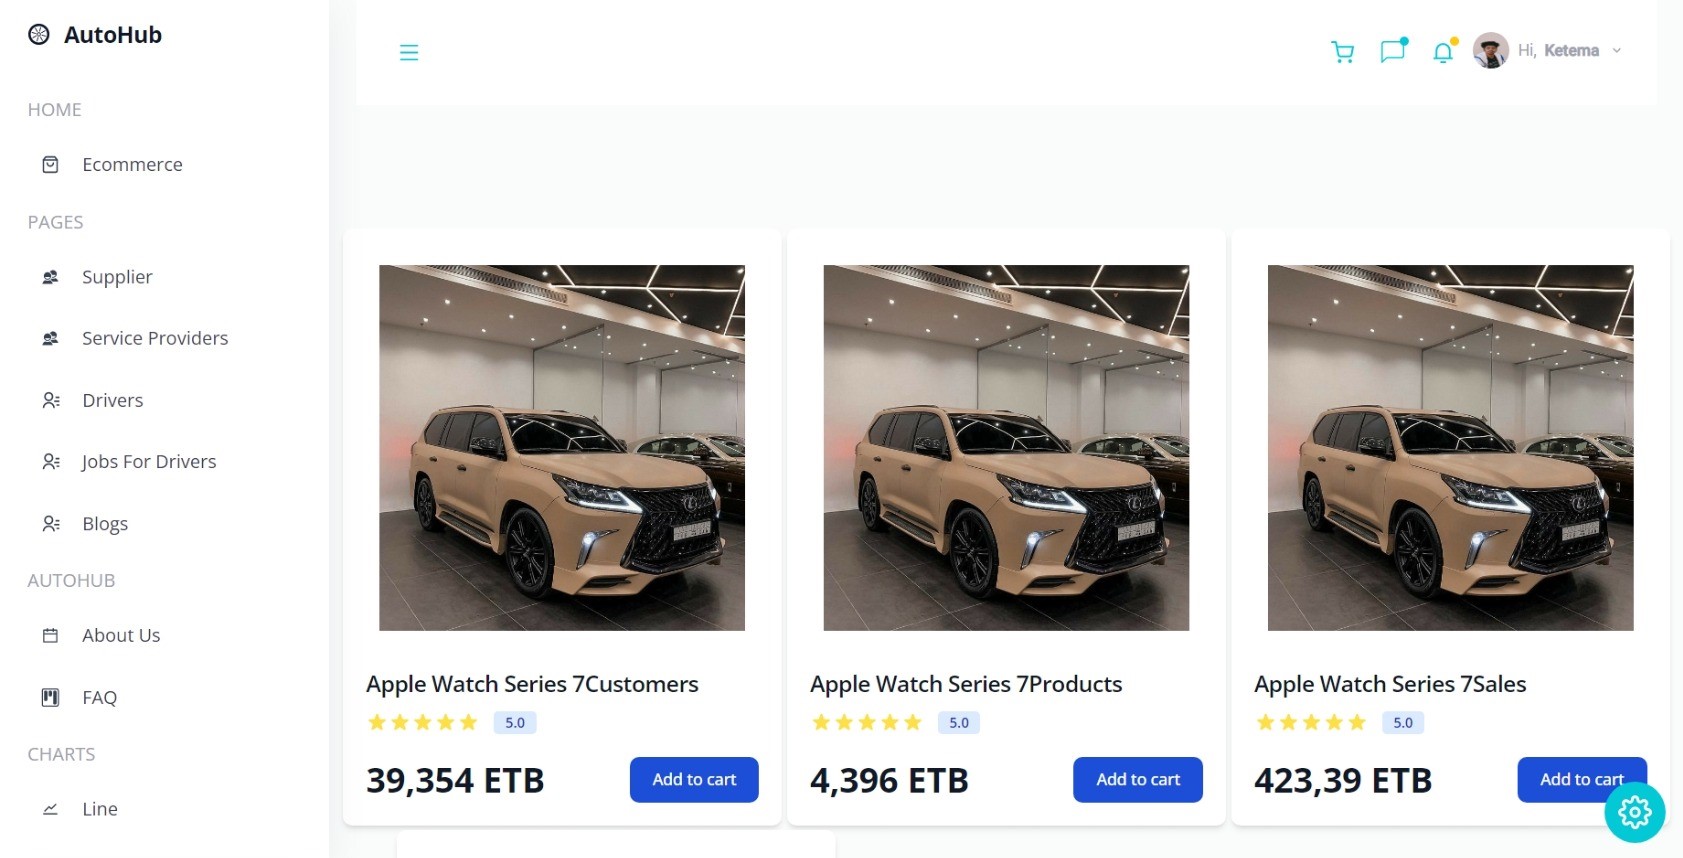 AutoHub
Hi, Ketema
HOME
Ecommerce
PAGES
Supplier
Service Providers
Drivers
Jobs For Drivers
Blogs
AUTOHUB
About Us
FAQ
CHARTS
Line
Apple Watch Series 7Customers
5.0
39,354 ETB
Add to cart
Apple Watch Series 7Products
5.0
4,396 ETB
Add to cart
Apple Watch Series 7Sales
5.0
423,39 ETB
Add to cart